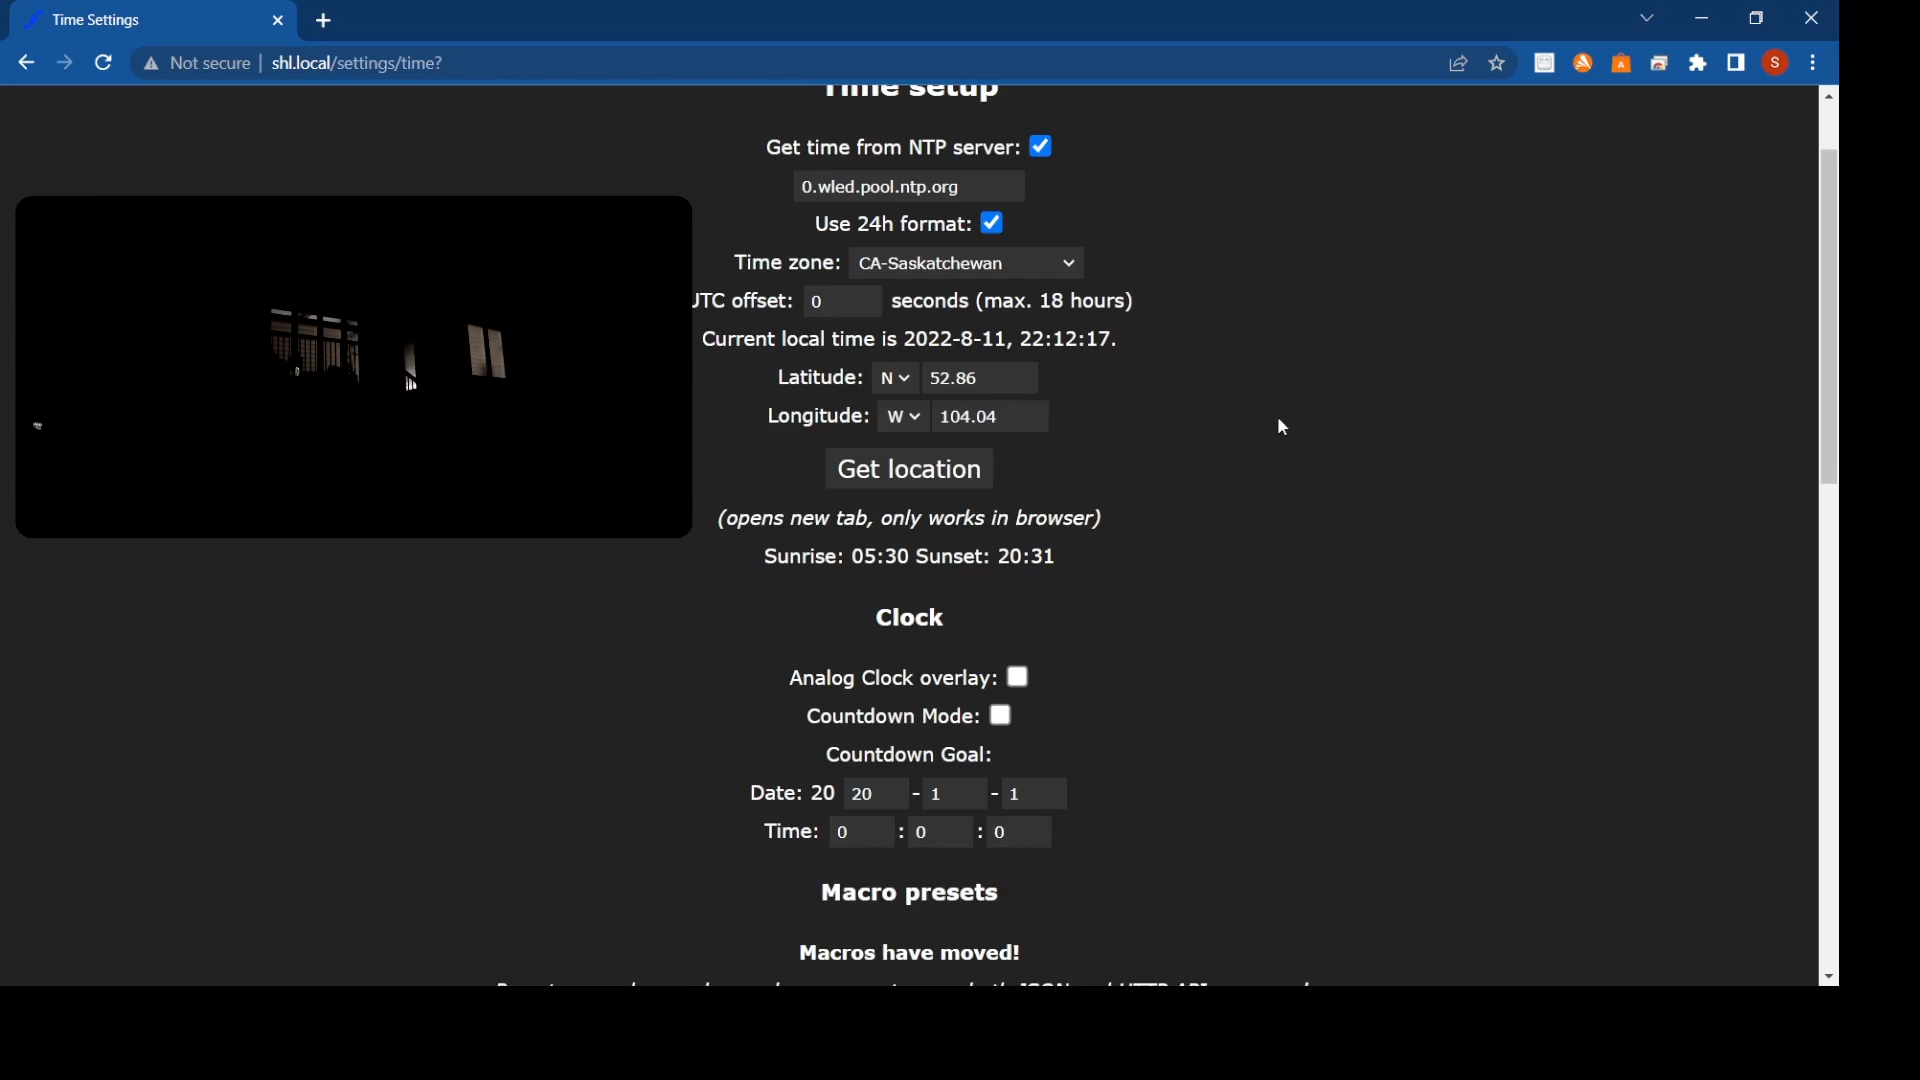 Time Settings
Not secure | shl.local/settings/time?
S
Time setup
Get time from NTP server:
0.wled.pool.ntp.org
Use 24h format:
Time zone: CA-Saskatchewan
UTC offset: 0 seconds (max. 18 hours)
Current local time is 2022-8-11, 22:12:17.
Latitude: N 52.86
Longitude: W 104.04
Get location
(opens new tab, only works in browser)
Sunrise: 05:30 Sunset: 20:31
Clock
Analog Clock overlay:
Countdown Mode:
Countdown Goal:
Date: 20 20 - 1 - 1
Time: 0 : 0 : 0
Macro presets
Macros have moved!